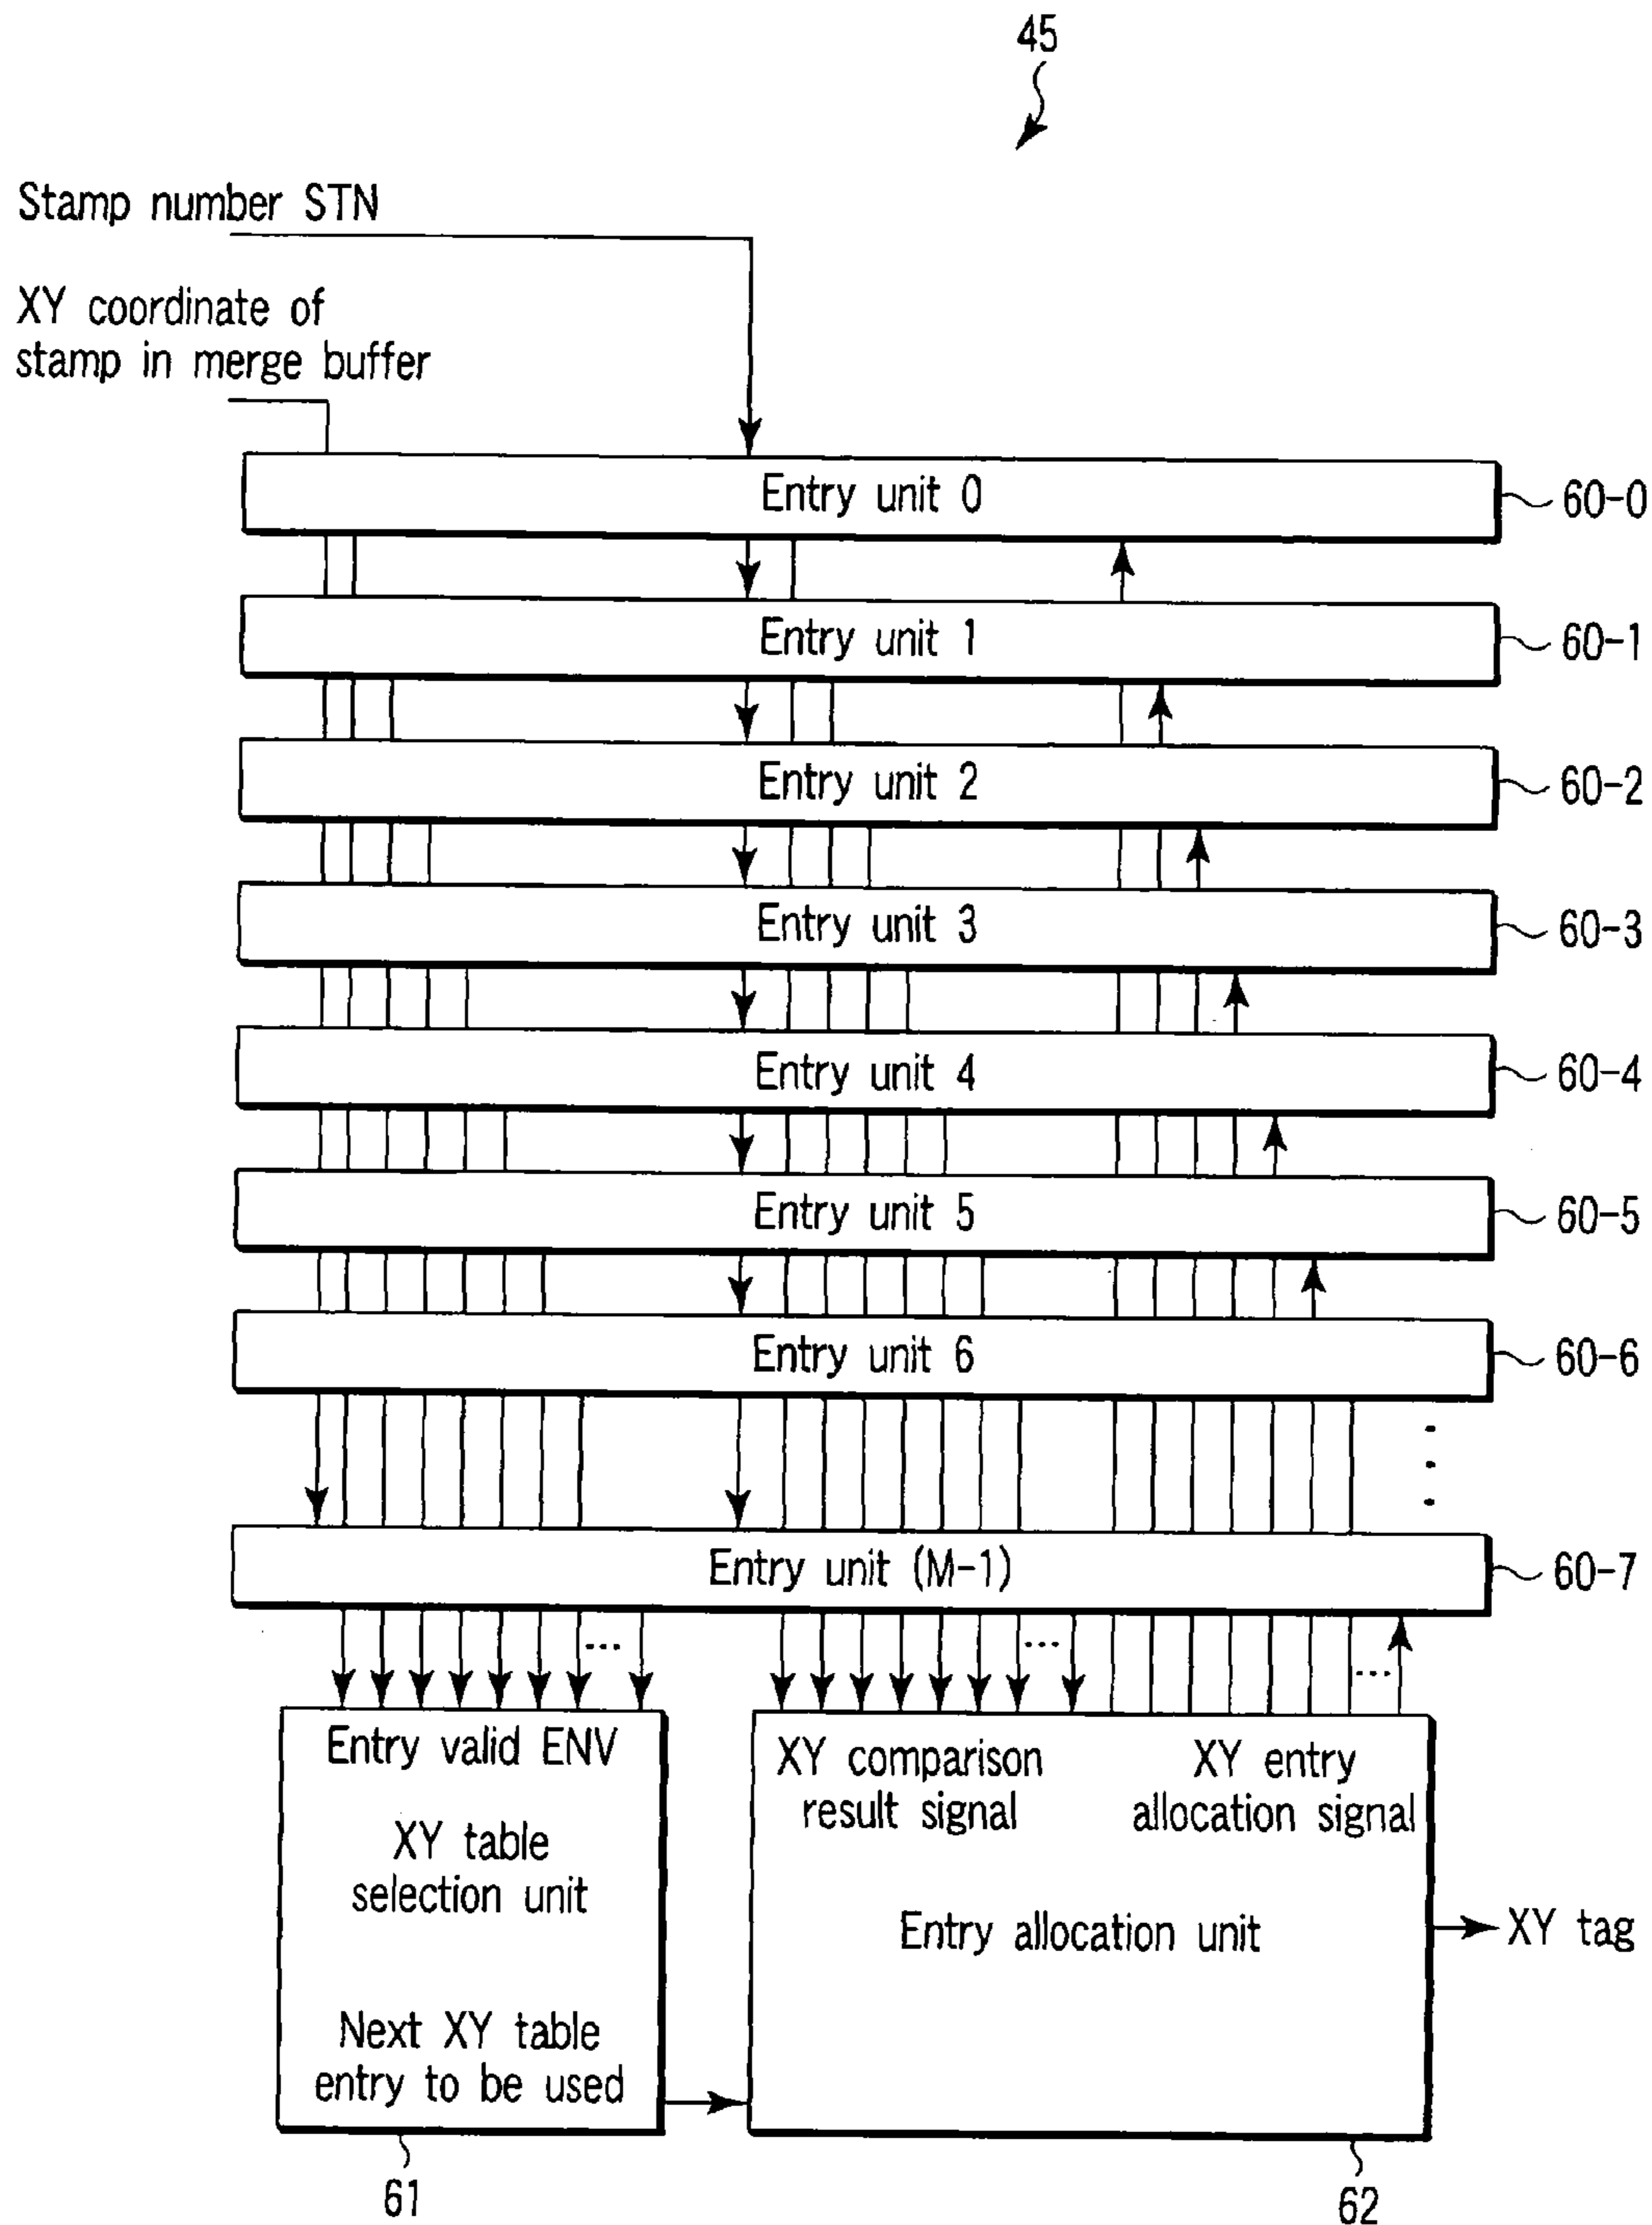 45
Stamp number STN
XY coordinate of
stamp in merge buffer
Entry unit 0
60-0
Entry unit 1
60-1
Entry unit 2
60-2
Entry unit 3
60-3
Entry unit 4
60-4
Entry unit 5
60-5
Entry unit 6
60-6
Entry unit (M-1)
60-7
Entry valid ENV
XY table
selection unit
Next XY table
entry to be used
61
XY comparison
result signal
XY entry
allocation signal
Entry allocation unit
XY tag
62